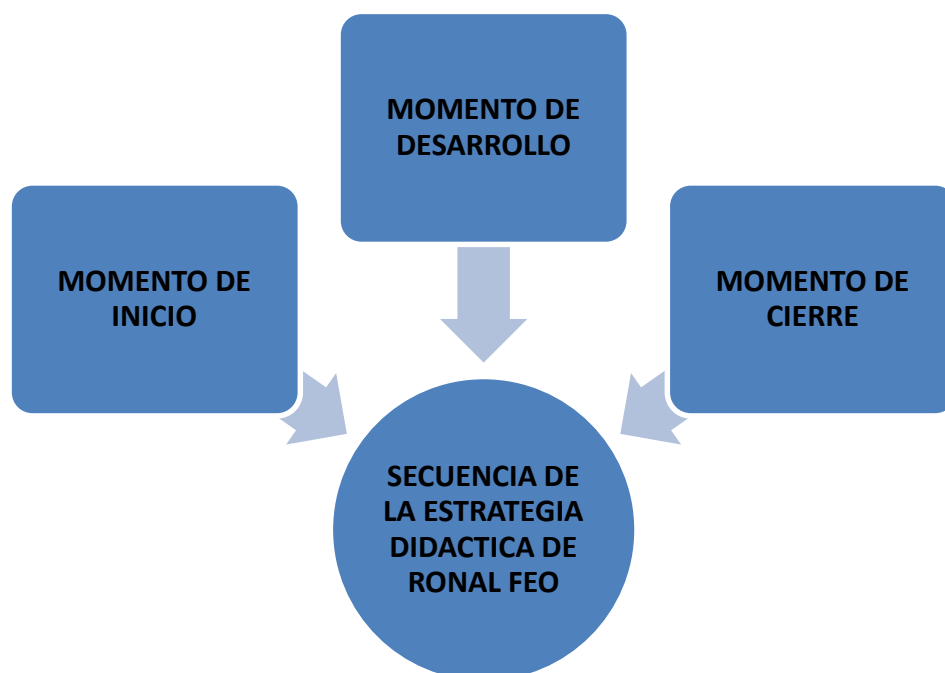 MOMENTO DE
INICIO
MOMENTO DE
DESARROLLO
MOMENTO DE
CIERRE
SECUENCIA DE
LA ESTRATEGIA
DIDACTICA DE
RONAL FEO